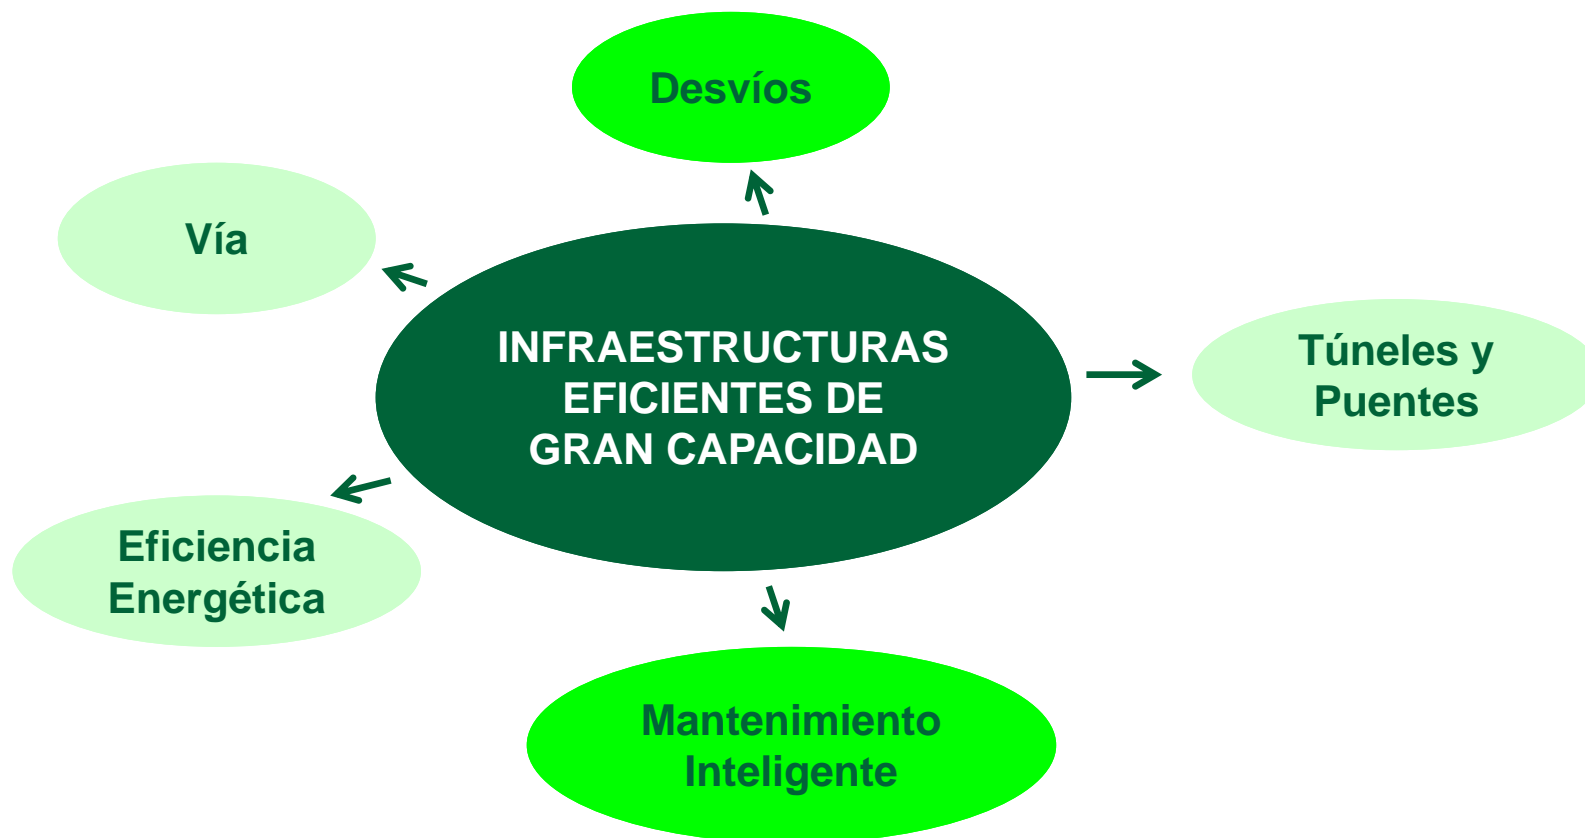 Desvíos
Vía
INFRAESTRUCTURAS
EFICIENTES DE
GRAN CAPACIDAD
Túneles y
Puentes
Eficiencia
Energética
Mantenimiento
Inteligente